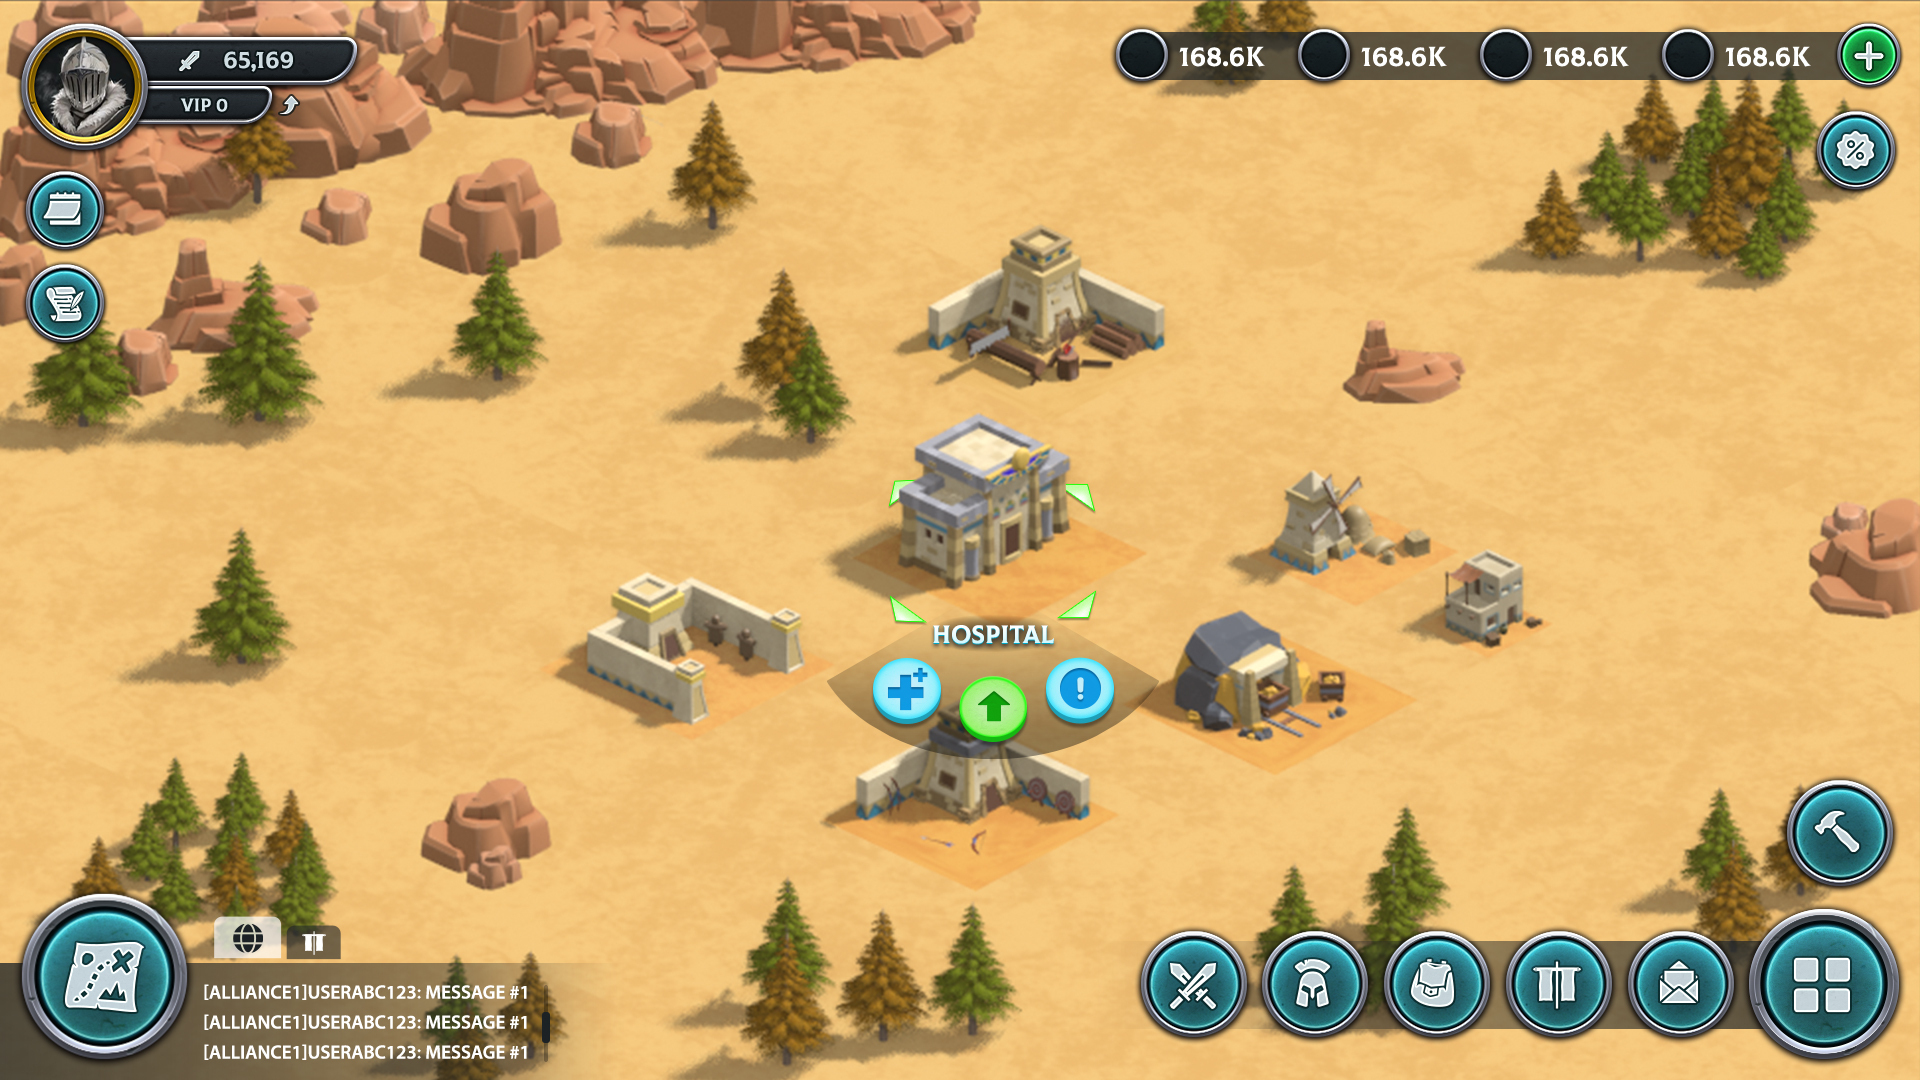 65,169
VIP 0
168.6K
168.6K
168.6K
168.6K
HOSPITAL
[ALLIANCE1]USERABC123: MESSAGE #1
[ALLIANCE1]USERABC123: MESSAGE #1
[ALLIANCE1]USERABC123: MESSAGE #1